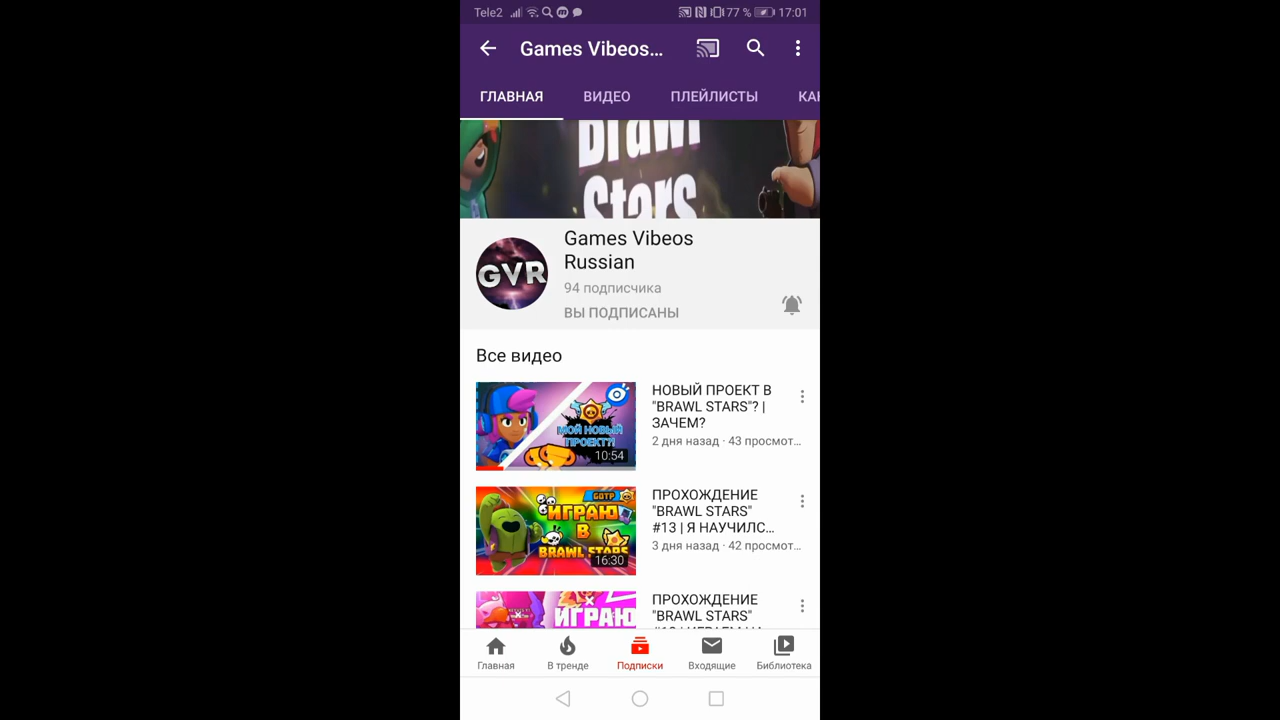 Tele2 77 % 17:01
Games Vibeos…
ГЛАВНАЯ ВИДЕО ПЛЕЙЛИСТЫ КА
Brawl
Stars
GVR
Games Vibeos
Russian
94 подписчика
ВЫ ПОДПИСАНЫ
Все видео
МОЙ НОВЫЙ
ПРОЕКТ?!
10:54
НОВЫЙ ПРОЕКТ В
"BRAWL STARS"? |
ЗАЧЕМ?
2 дня назад · 43 просмот…
GOTP
ИГРАЮ
В
BRAWL STARS
16:30
ПРОХОЖДЕНИЕ
"BRAWL STARS"
#13 | Я НАУЧИЛС…
3 дня назад · 42 просмот…
ИГРАЮ
ПРОХОЖДЕНИЕ
"BRAWL STARS"
Главная В тренде Подписки Входящие Библиотека